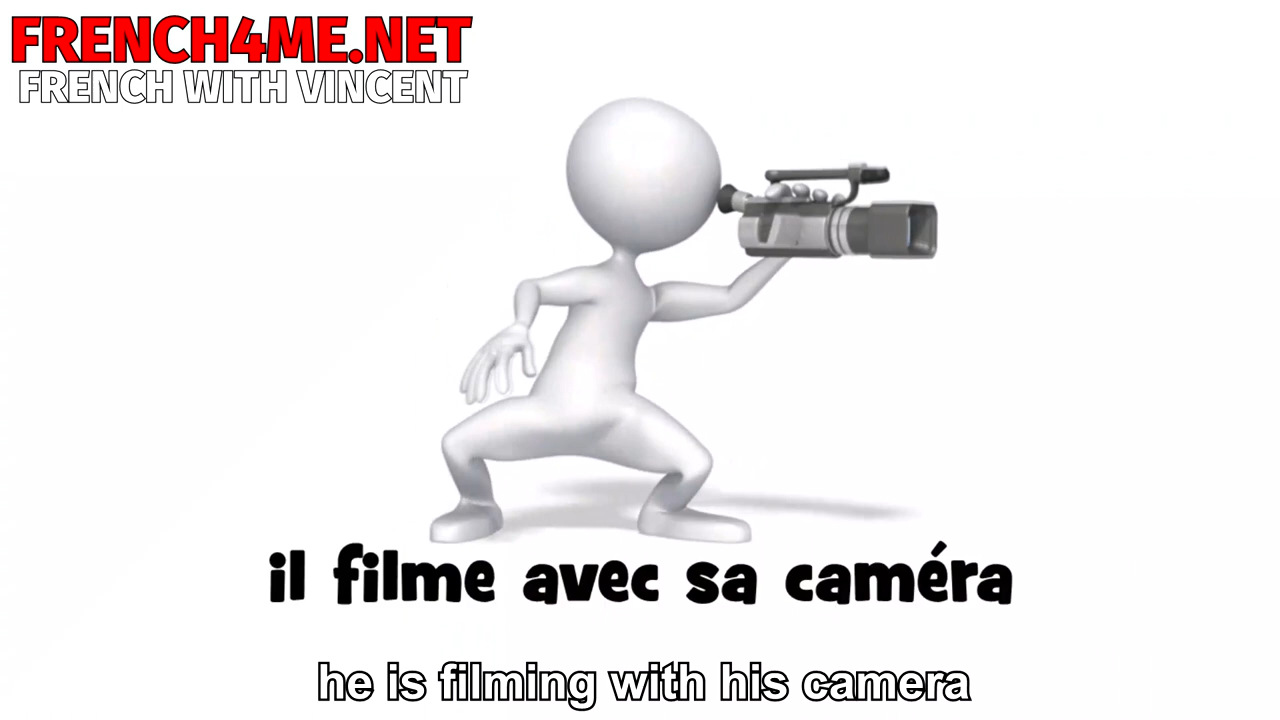 FRENCH4ME.NET
FRENCH WITH VINCENT
il filme avec sa caméra
he is filming with his camera